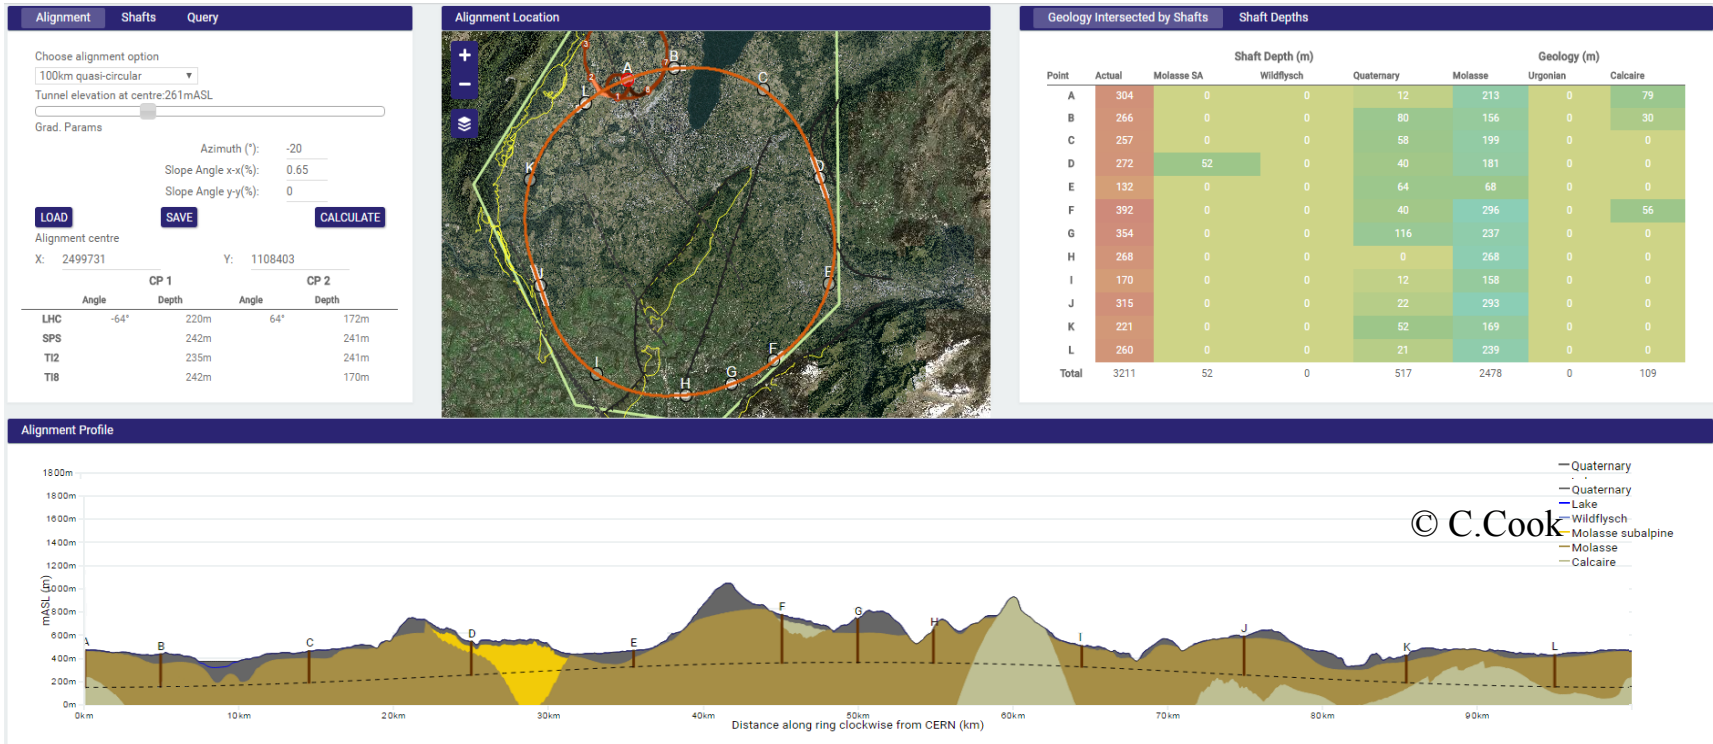 Alignment Shafts Query
Choose alignment option
100km quasi-circular
Tunnel elevation at centre:261mASL
Grad. Params
Azimuth (°): -20
Slope Angle x-x(%): 0.65
Slope Angle y-y(%): 0
LOAD SAVE CALCULATE
Alignment centre
X: 2499731 Y: 1108403
CP 1 CP 2
Angle Depth Angle Depth
LHC -64° 220m 64° 172m
SPS 242m 241m
TI2 235m 241m
TI8 242m 170m
Alignment Location
+
−
3
B
7
A
2
C
L
K
D
J
E
F
I
G
H
Geology Intersected by Shafts Shaft Depths
Shaft Depth (m) Geology (m)
Point Actual Molasse SA Wildflysch Quaternary Molasse Urgonian Calcaire
A 304 0 0 12 213 0 79
B 266 0 0 80 156 0 30
C 257 0 0 58 199 0 0
D 272 52 0 40 181 0 0
E 132 0 0 64 68 0 0
F 392 0 0 40 296 0 56
G 354 0 0 116 237 0 0
H 268 0 0 0 268 0 0
I 170 0 0 12 158 0 0
J 315 0 0 22 293 0 0
K 221 0 0 52 169 0 0
L 260 0 0 21 239 0 0
Total 3211 52 0 517 2478 0 109
Alignment Profile
1800m
1800m
1600m
1400m
1200m
1000m
800m
600m
400m
200m
0m
mASL (m)
A B C D E F G H I J K L
0km 10km 20km 30km 40km 50km 60km 70km 80km 90km
Distance along ring clockwise from CERN (km)
Quaternary
Quaternary
Lake
Wildflysch
Molasse subalpine
Molasse
Calcaire
© C.Cook